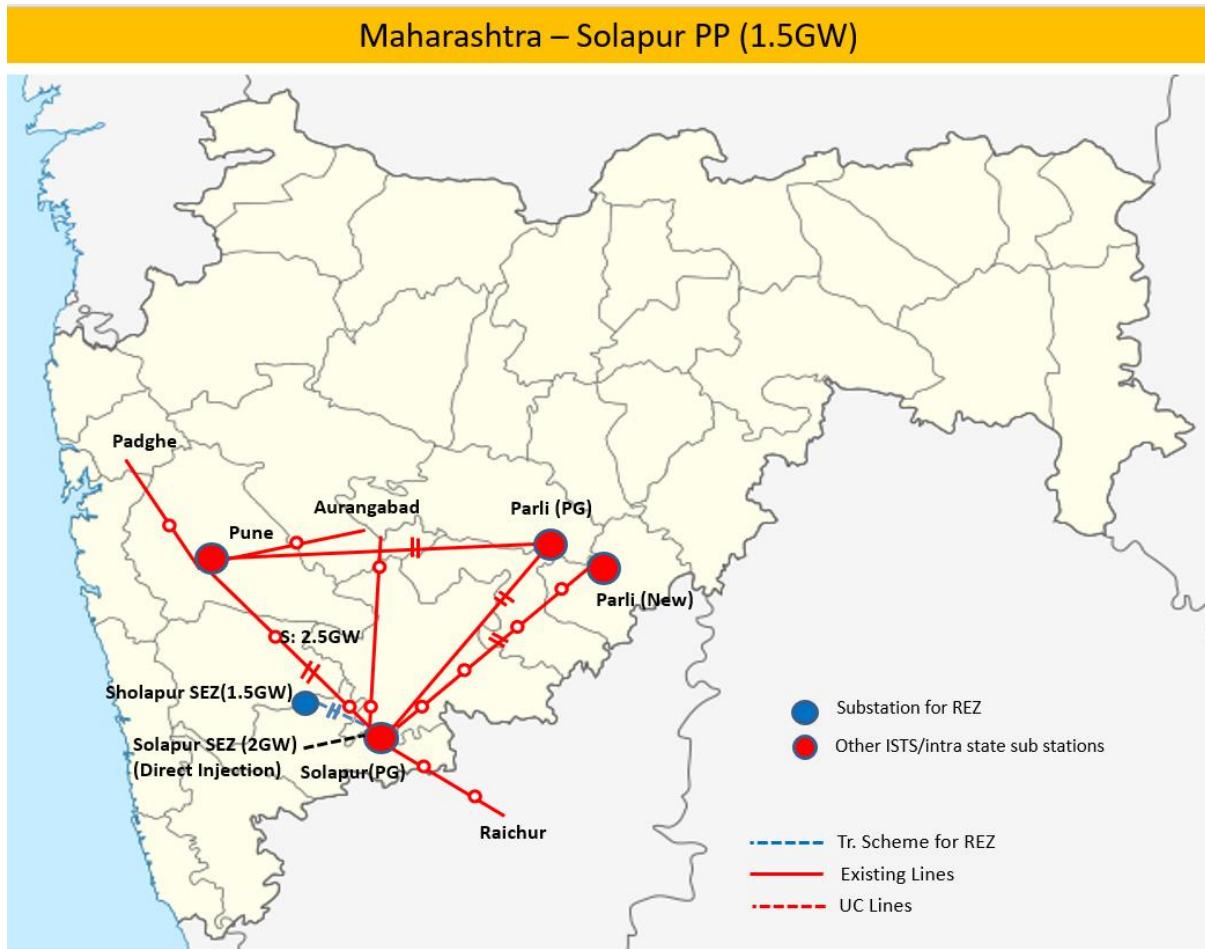 Maharashtra – Solapur PP (1.5GW)
Padghe
Aurangabad
Parli (PG)
Pune
Parli (New)
S: 2.5GW
Sholapur SEZ(1.5GW)
Substation for REZ
Solapur SEZ (2GW)
(Direct Injection)
Solapur(PG)
Other ISTS/intra state sub stations
Raichur
Tr. Scheme for REZ
Existing Lines
UC Lines